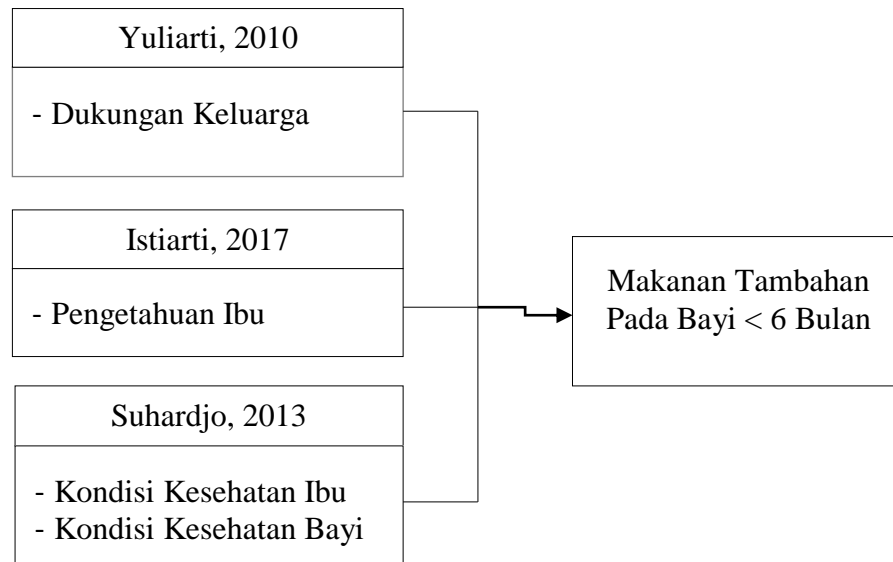 Yuliarti, 2010
- Dukungan Keluarga
Istiarti, 2017
- Pengetahuan Ibu
Suhardjo, 2013
- Kondisi Kesehatan Ibu
- Kondisi Kesehatan Bayi
Makanan Tambahan
Pada Bayi < 6 Bulan